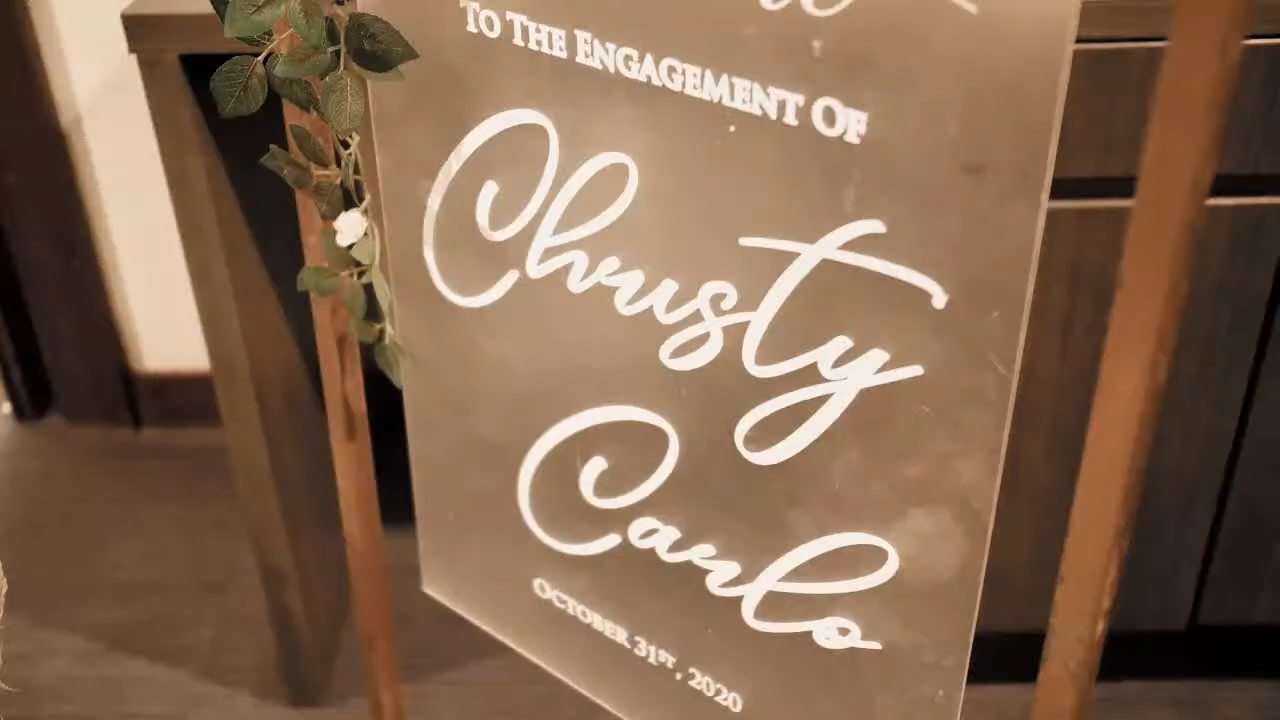 To The Engagement Of
Christy
Carlo
October 31st, 2020